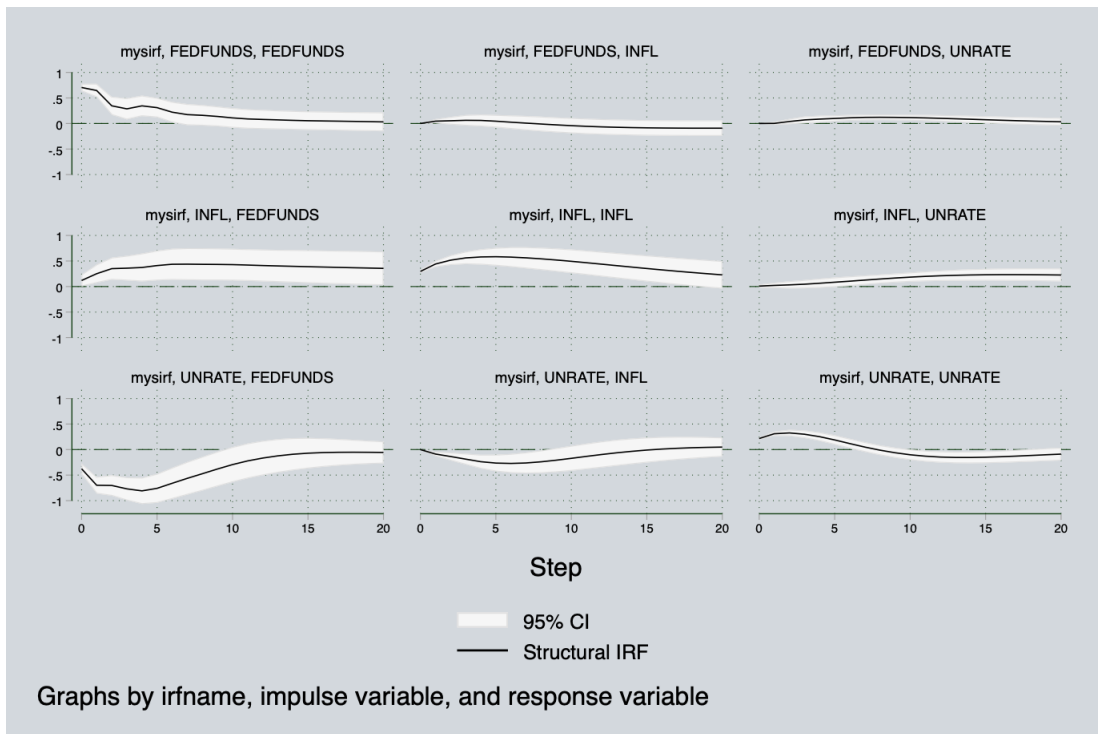 mysirf, FEDFUNDS, FEDFUNDS
mysirf, FEDFUNDS, INFL
mysirf, FEDFUNDS, UNRATE
1
.5
0
-.5
-1
mysirf, INFL, FEDFUNDS
mysirf, INFL, INFL
mysirf, INFL, UNRATE
1
.5
0
-.5
-1
mysirf, UNRATE, FEDFUNDS
mysirf, UNRATE, INFL
mysirf, UNRATE, UNRATE
1
.5
0
-.5
-1
0 5 10 15 20
0 5 10 15 20
0 5 10 15 20
Step
95% CI
Structural IRF
Graphs by irfname, impulse variable, and response variable